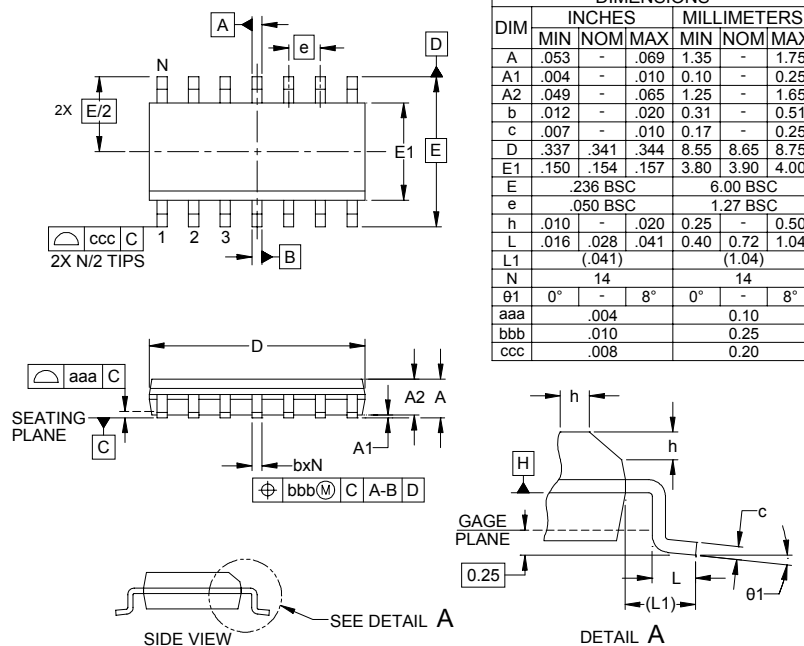 A
e
D
N
2X E/2
E1
E
ccc C
1 2 3
B
2X N/2 TIPS
DIMENSIONS
DIM INCHES MILLIMETERS
MIN NOM MAX MIN NOM MAX
A .053 - .069 1.35 - 1.75
A1 .004 - .010 0.10 - 0.25
A2 .049 - .065 1.25 - 1.65
b .012 - .020 0.31 - 0.51
c .007 - .010 0.17 - 0.25
D .337 .341 .344 8.55 8.65 8.75
E1 .150 .154 .157 3.80 3.90 4.00
E .236 BSC 6.00 BSC
e .050 BSC 1.27 BSC
h .010 - .020 0.25 - 0.50
L .016 .028 .041 0.40 0.72 1.04
L1 (.041) (1.04)
N 14 14
θ1 0° - 8° 0° - 8°
aaa .004 0.10
bbb .010 0.25
ccc .008 0.20
D
aaa C
A2 A
SEATING
PLANE
C
A1
bxN
⌖ bbbⓂ C A-B D
SIDE VIEW
SEE DETAIL A
h
h
H
GAGE
PLANE
c
0.25
L
(L1)
θ1
DETAIL A